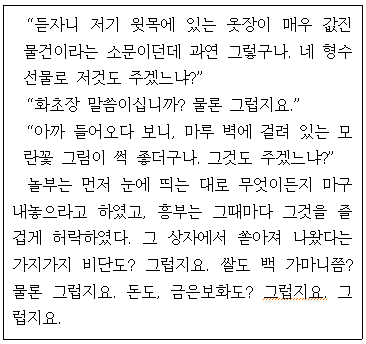 “듣자니 저기 윗목에 있는 옷장이 매우 값진
물건이라는 소문이던데 과연 그렇구나. 네 형수
선물로 저것도 주겠느냐?”
“화초장 말씀이십니까? 물론 그럽지요.”
“아까 들어오다 보니, 마루 벽에 걸려 있는 모
란꽃 그림이 썩 좋더구나. 그것도 주겠느냐?”
놀부는 먼저 눈에 띄는 대로 무엇이든지 마구
내놓으라고 하였고, 흥부는 그때마다 그것을 즐
겁게 허락하였다. 그 상자에서 쏟아져 나왔다는
가지가지 비단도? 그럽지요. 쌀도 백 가마니쯤?
물론 그럽지요. 돈도, 금은보화도? 그럽지요, 그
럽지요.